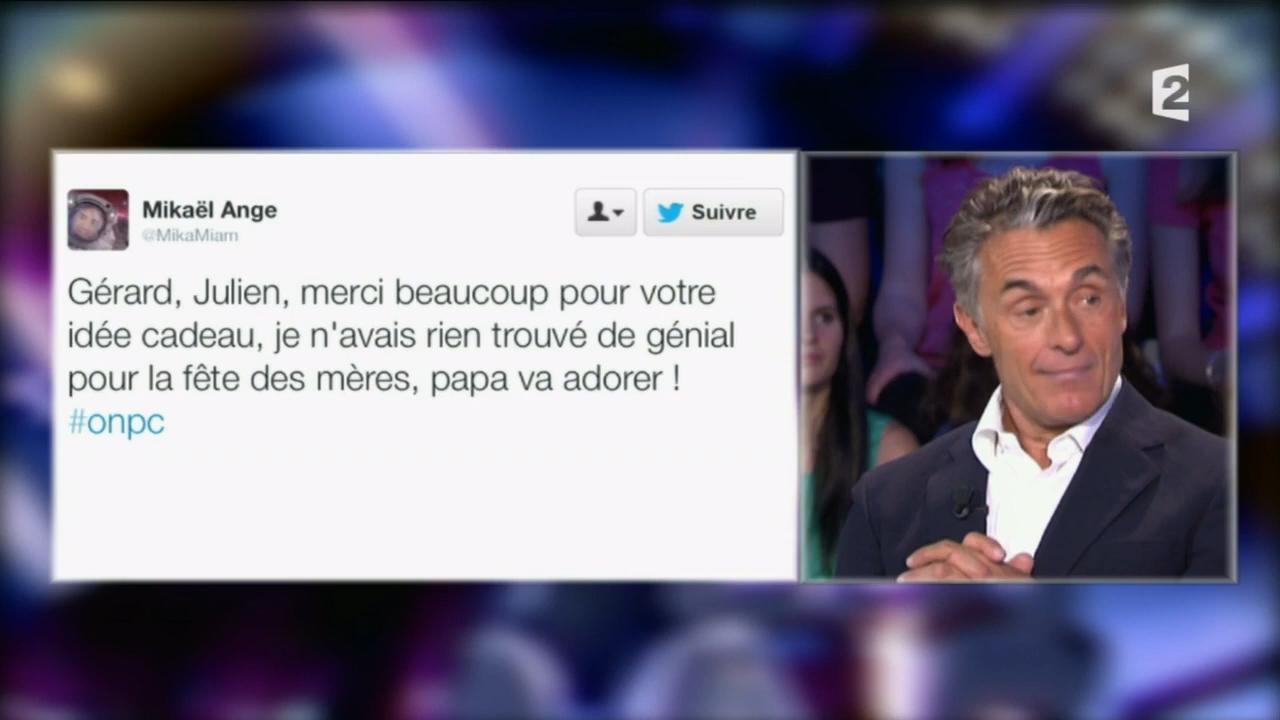 2
Mikaël Ange
@MikaMiam
Suivre
Gérard, Julien, merci beaucoup pour votre
idée cadeau, je n'avais rien trouvé de génial
pour la fête des mères, papa va adorer !
#onpc